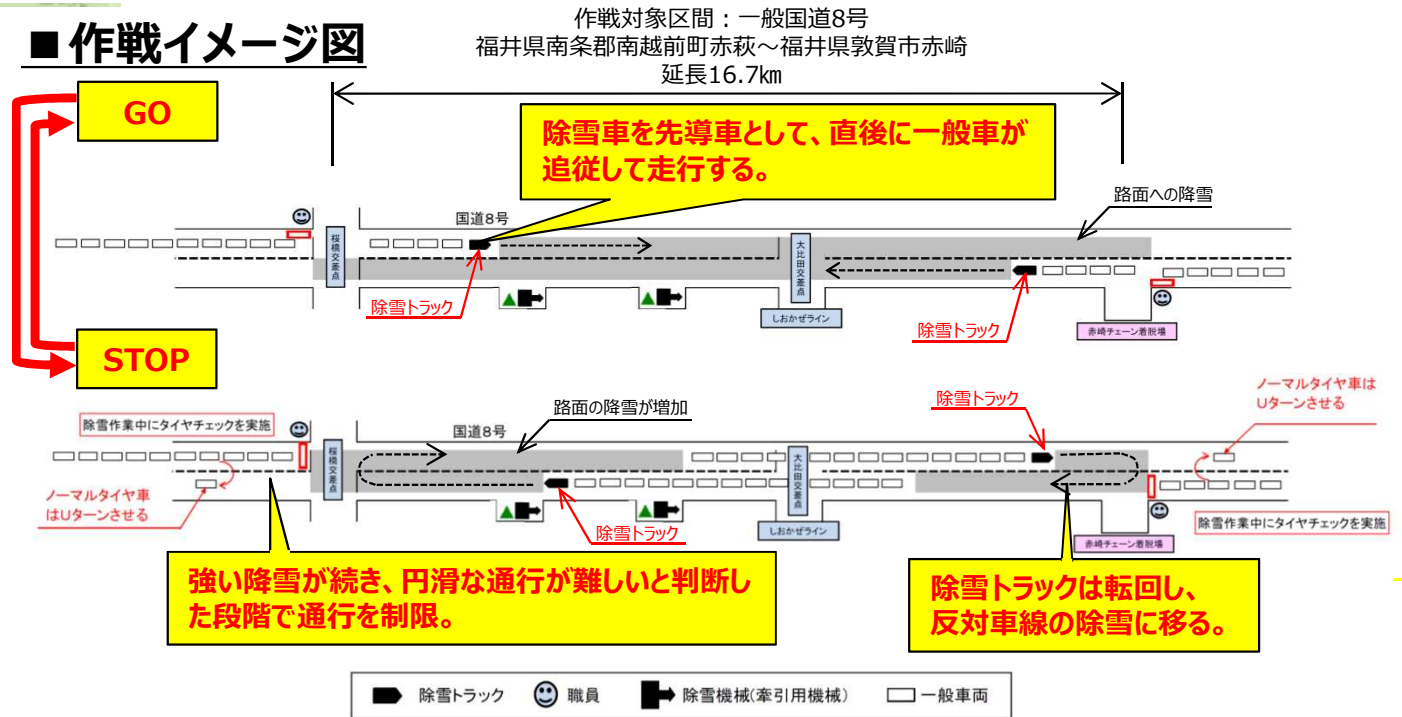 ■作戦イメージ図
作戦対象区間：一般国道8号
福井県南条郡南越前町赤萩～福井県敦賀市赤崎
延長16.7㎞
GO
除雪車を先導車として、直後に一般車が
追従して走行する。
路面への降雪
国道8号
桜橋交差点
大比田交差点
除雪トラック
しおかぜライン
除雪トラック
赤崎チェーン着脱場
STOP
ノーマルタイヤ車は
Uターンさせる
除雪トラック
路面の降雪が増加
除雪作業中にタイヤチェックを実施
国道8号
桜橋交差点
大比田交差点
ノーマルタイヤ車
はUターンさせる
除雪トラック
しおかぜライン
除雪作業中にタイヤチェックを実施
赤崎チェーン着脱場
強い降雪が続き、円滑な通行が難しいと判断し
た段階で通行を制限。
除雪トラックは転回し、
反対車線の除雪に移る。
除雪トラック
職員
除雪機械(牽引用機械)
一般車両